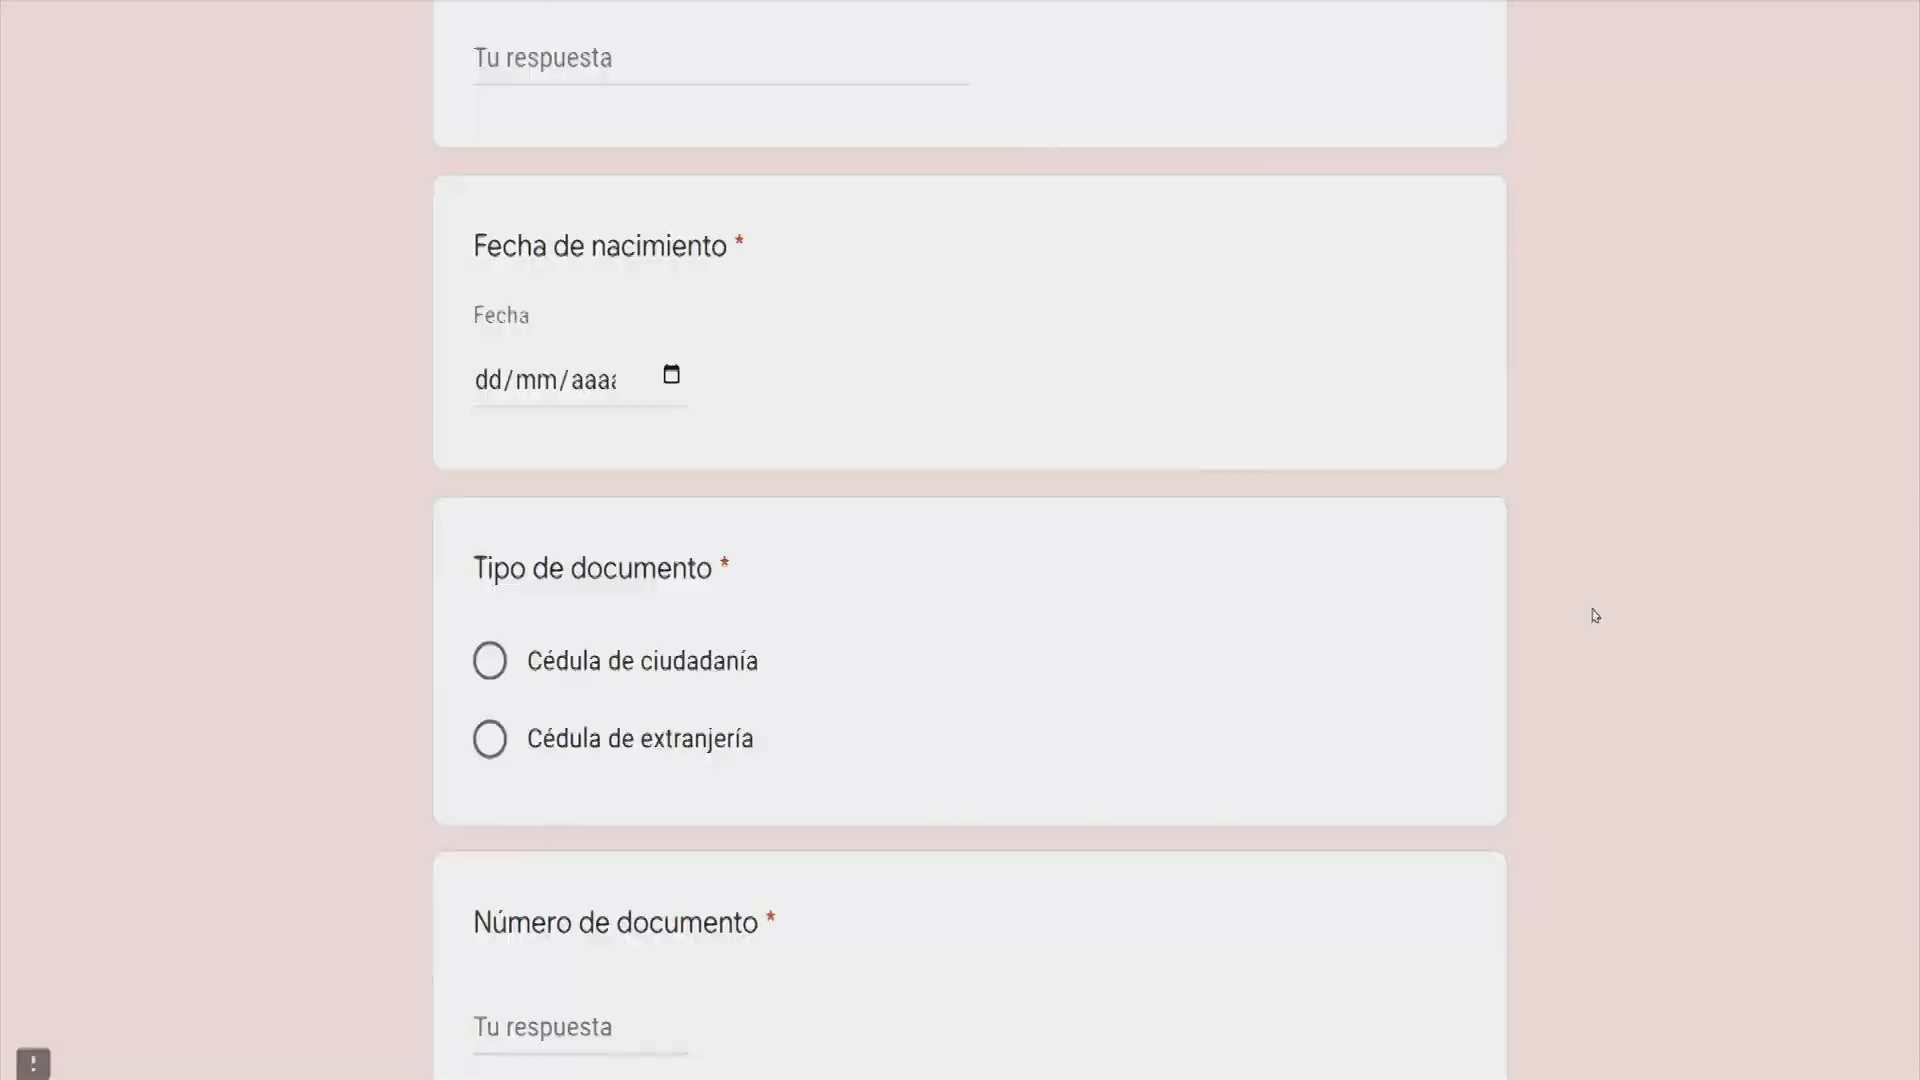 Tu respuesta
Fecha de nacimiento *
Fecha
dd/mm/aaaa
Tipo de documento *
Cédula de ciudadanía
Cédula de extranjería
Número de documento *
Tu respuesta
!